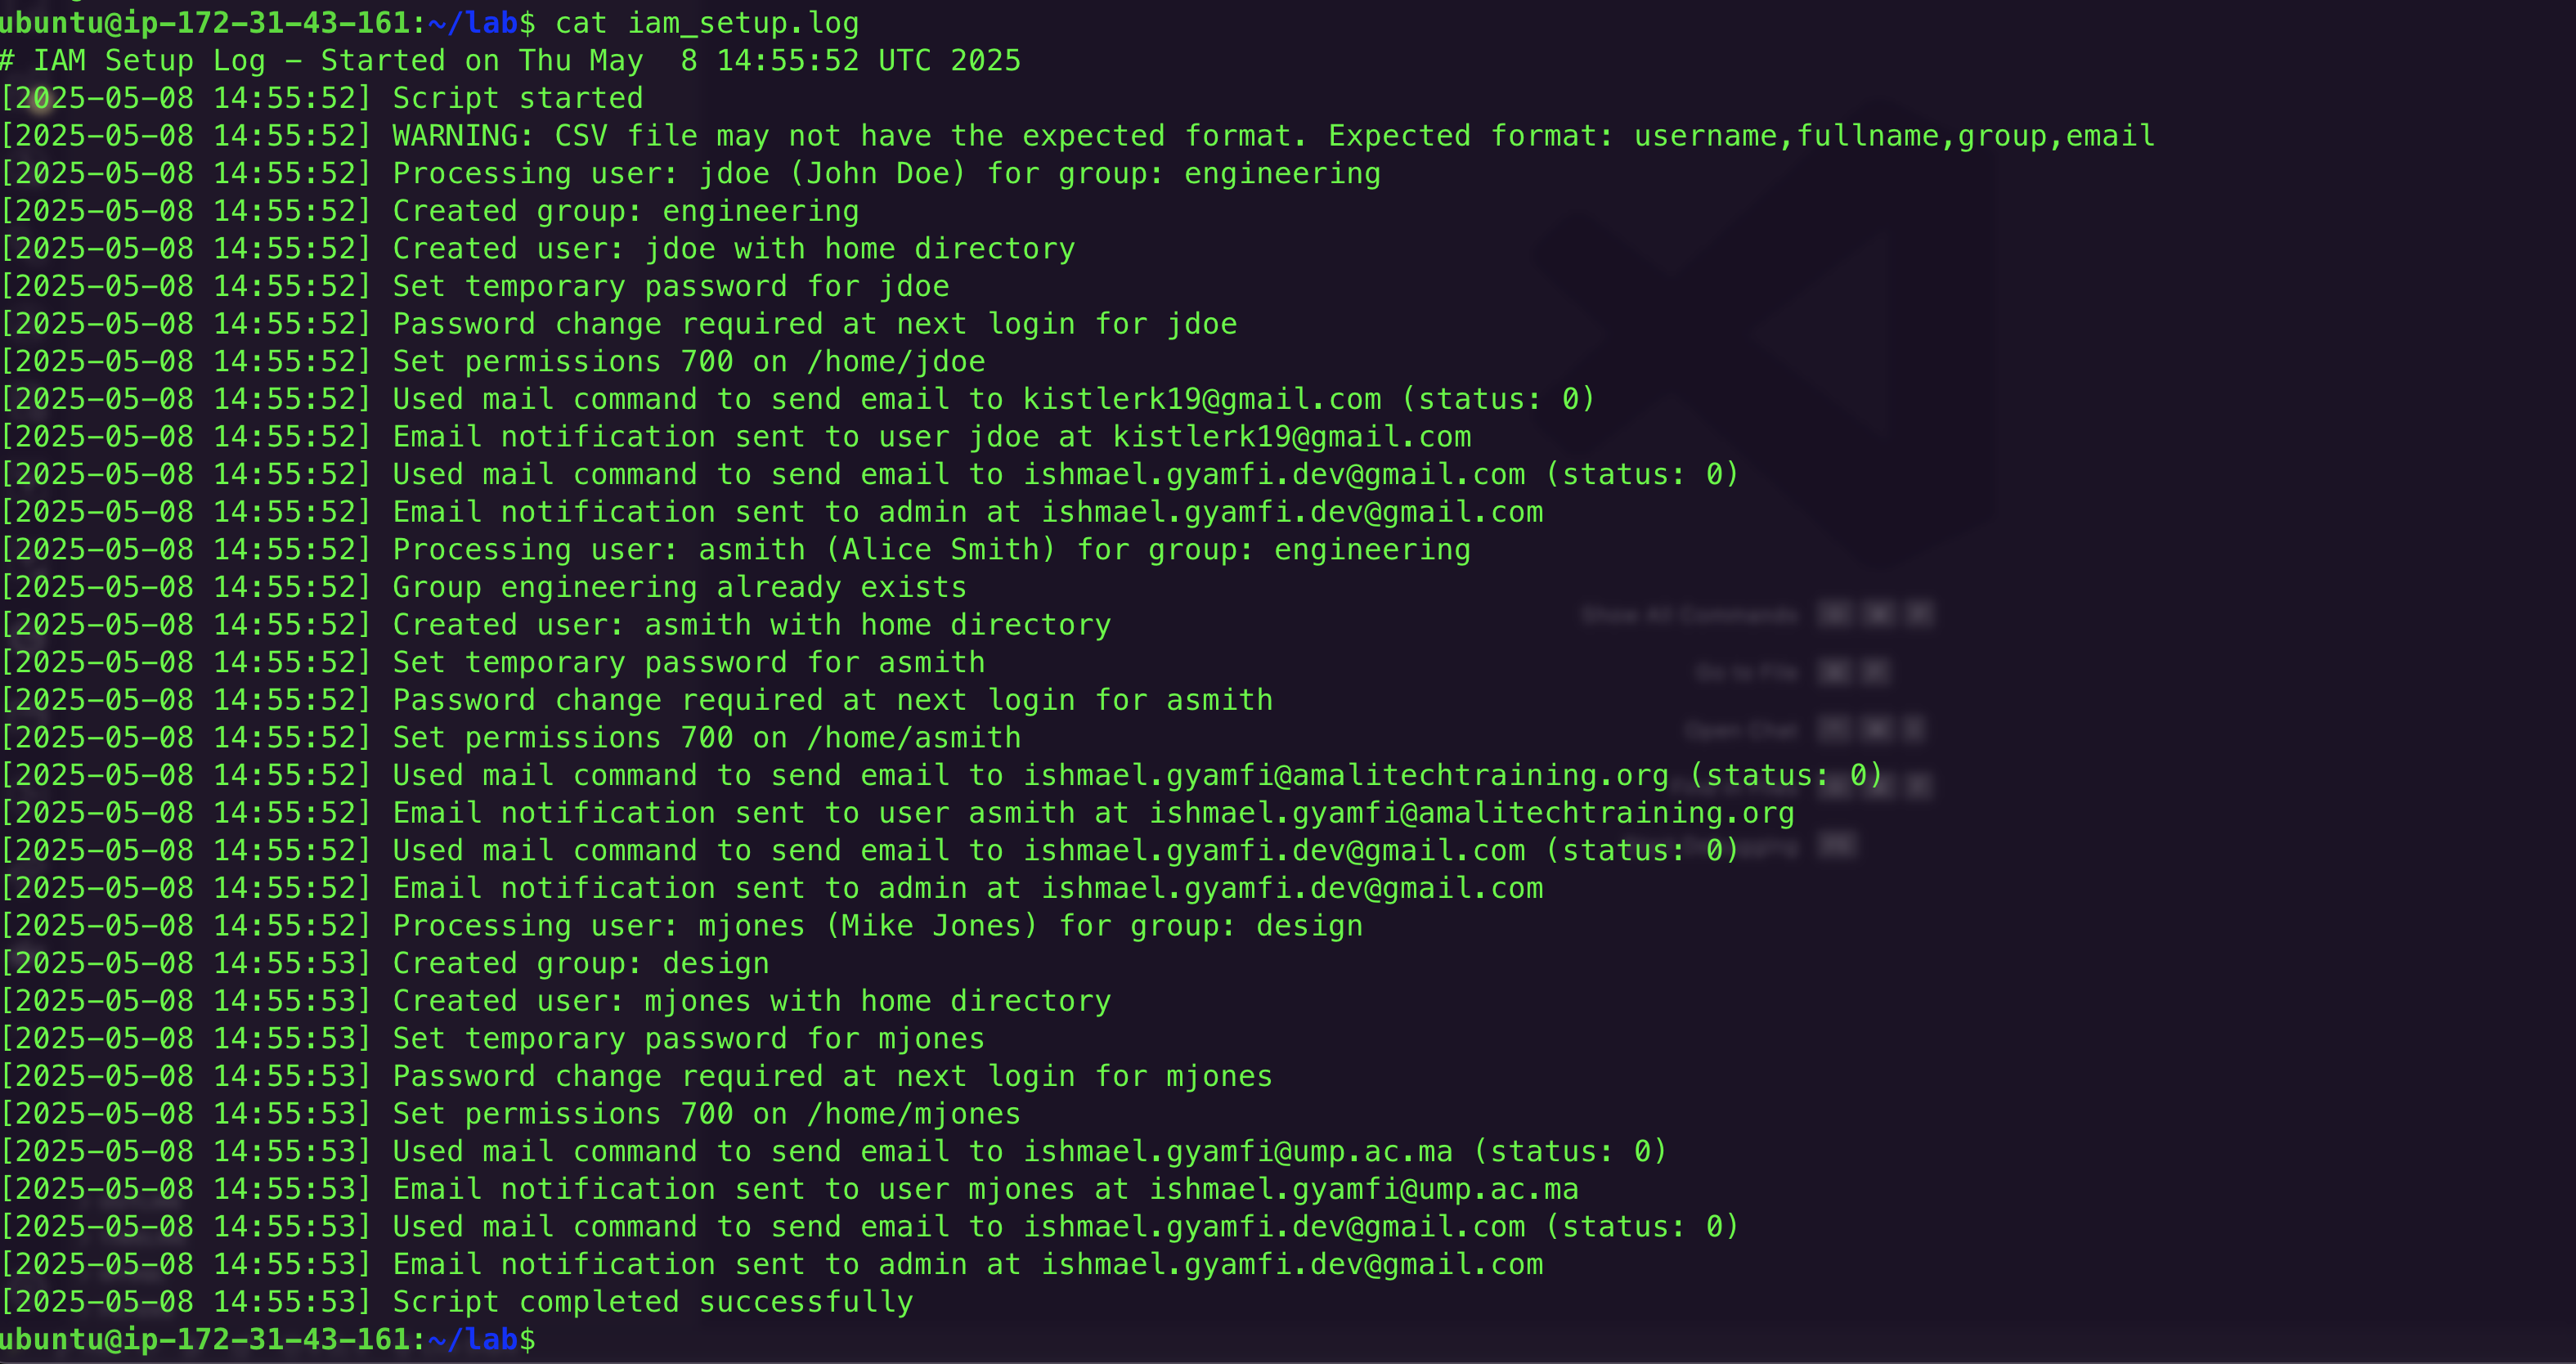 ubuntu@ip-172-31-43-161:~/lab$ cat iam_setup.log
# IAM Setup Log – Started on Thu May  8 14:55:52 UTC 2025
[2025-05-08 14:55:52] Script started
[2025-05-08 14:55:52] WARNING: CSV file may not have the expected format. Expected format: username,fullname,group,email
[2025-05-08 14:55:52] Processing user: jdoe (John Doe) for group: engineering
[2025-05-08 14:55:52] Created group: engineering
[2025-05-08 14:55:52] Created user: jdoe with home directory
[2025-05-08 14:55:52] Set temporary password for jdoe
[2025-05-08 14:55:52] Password change required at next login for jdoe
[2025-05-08 14:55:52] Set permissions 700 on /home/jdoe
[2025-05-08 14:55:52] Used mail command to send email to kistlerk19@gmail.com (status: 0)
[2025-05-08 14:55:52] Email notification sent to user jdoe at kistlerk19@gmail.com
[2025-05-08 14:55:52] Used mail command to send email to ishmael.gyamfi.dev@gmail.com (status: 0)
[2025-05-08 14:55:52] Email notification sent to admin at ishmael.gyamfi.dev@gmail.com
[2025-05-08 14:55:52] Processing user: asmith (Alice Smith) for group: engineering
[2025-05-08 14:55:52] Group engineering already exists
[2025-05-08 14:55:52] Created user: asmith with home directory
[2025-05-08 14:55:52] Set temporary password for asmith
[2025-05-08 14:55:52] Password change required at next login for asmith
[2025-05-08 14:55:52] Set permissions 700 on /home/asmith
[2025-05-08 14:55:52] Used mail command to send email to ishmael.gyamfi@amalitechtraining.org (status: 0)
[2025-05-08 14:55:52] Email notification sent to user asmith at ishmael.gyamfi@amalitechtraining.org
[2025-05-08 14:55:52] Used mail command to send email to ishmael.gyamfi.dev@gmail.com (status: 0)
[2025-05-08 14:55:52] Email notification sent to admin at ishmael.gyamfi.dev@gmail.com
[2025-05-08 14:55:52] Processing user: mjones (Mike Jones) for group: design
[2025-05-08 14:55:53] Created group: design
[2025-05-08 14:55:53] Created user: mjones with home directory
[2025-05-08 14:55:53] Set temporary password for mjones
[2025-05-08 14:55:53] Password change required at next login for mjones
[2025-05-08 14:55:53] Set permissions 700 on /home/mjones
[2025-05-08 14:55:53] Used mail command to send email to ishmael.gyamfi@ump.ac.ma (status: 0)
[2025-05-08 14:55:53] Email notification sent to user mjones at ishmael.gyamfi@ump.ac.ma
[2025-05-08 14:55:53] Used mail command to send email to ishmael.gyamfi.dev@gmail.com (status: 0)
[2025-05-08 14:55:53] Email notification sent to admin at ishmael.gyamfi.dev@gmail.com
[2025-05-08 14:55:53] Script completed successfully
ubuntu@ip-172-31-43-161:~/lab$
Show All Commands
Go to File
Open Chat